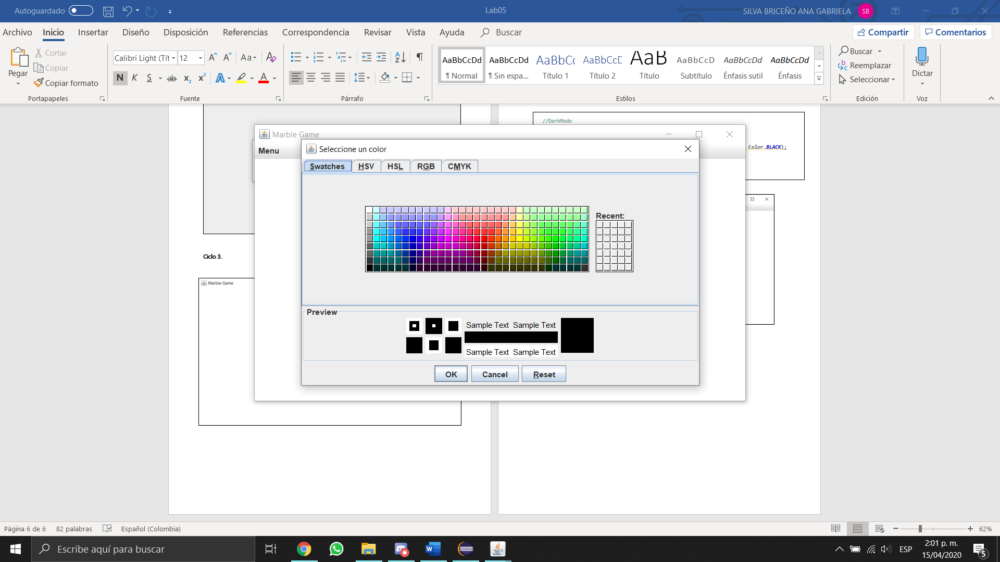 Autoguardado
Lab05
SILVA BRICEÑO ANA GABRIELA
SB
Archivo Inicio Insertar Diseño Disposición Referencias Correspondencia Revisar Vista Ayuda Buscar
Compartir Comentarios
Pegar
Cortar
Copiar
Copiar formato
Portapapeles
Calibri Light (Tít 12
Aa
N K S ab x₂ x² A A
Fuente
Párrafo
AaBbCcDd AaBbCcDd AaBbCc AaBbCcD AaB AaBbCcD AaBbCcDd AaBbCcDd
¶ Normal ¶ Sin espa... Título 1 Título 2 Título Subtítulo Énfasis sutil Énfasis
Estilos
Buscar
Reemplazar
Seleccionar
Edición
Dictar
Voz
//DarkMode
Color.BLACK);
Marble Game
Menu
Seleccione un color
Swatches HSV HSL RGB CMYK
Recent:
Preview
Sample Text Sample Text
Sample Text Sample Text
OK Cancel Reset
Ciclo 3.
Marble Game
Página 6 de 6 82 palabras Español (Colombia)
62%
Escribe aquí para buscar
ESP
2:01 p. m.
15/04/2020
5